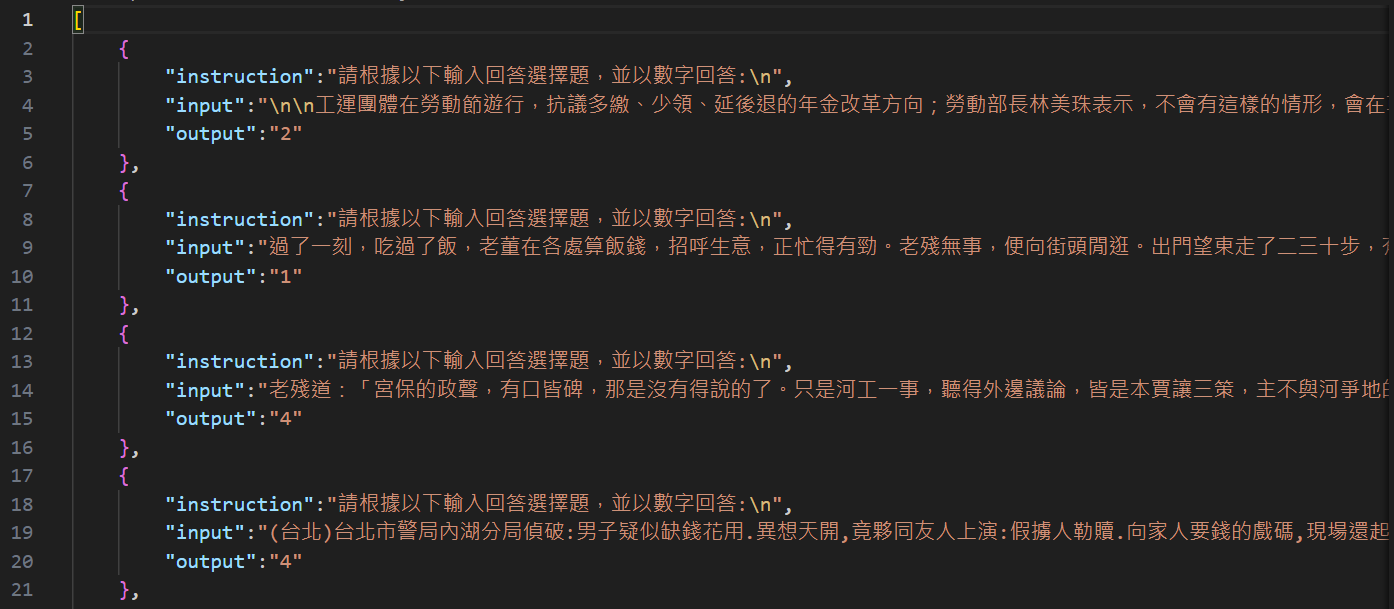 1 [
2 {
3 "instruction":"請根據以下輸入回答選擇題，並以數字回答:\n",
4 "input":"\n\n工運團體在勞動節遊行，抗議多繳、少領、延後退的年金改革方向；勞動部長林美珠表示，不會有這樣的情形，會在
5 "output":"2"
6 },
7 {
8 "instruction":"請根據以下輸入回答選擇題，並以數字回答:\n",
9 "input":"過了一刻，吃過了飯，老董在各處算飯錢，招呼生意，正忙得有勁。老殘無事，便向街頭閒逛。出門望東走了二三十步，
10 "output":"1"
11 },
12 {
13 "instruction":"請根據以下輸入回答選擇題，並以數字回答:\n",
14 "input":"老殘道：「宮保的政聲，有口皆碑，那是沒有得說的了。只是河工一事，聽得外邊議論，皆是本賈讓三策，主不與河爭地
15 "output":"4"
16 },
17 {
18 "instruction":"請根據以下輸入回答選擇題，並以數字回答:\n",
19 "input":"(台北)台北市警局內湖分局偵破:男子疑似缺錢花用.異想天開,竟夥同友人上演:假擄人勒贖.向家人要錢的戲碼,現場還起
20 "output":"4"
21 },